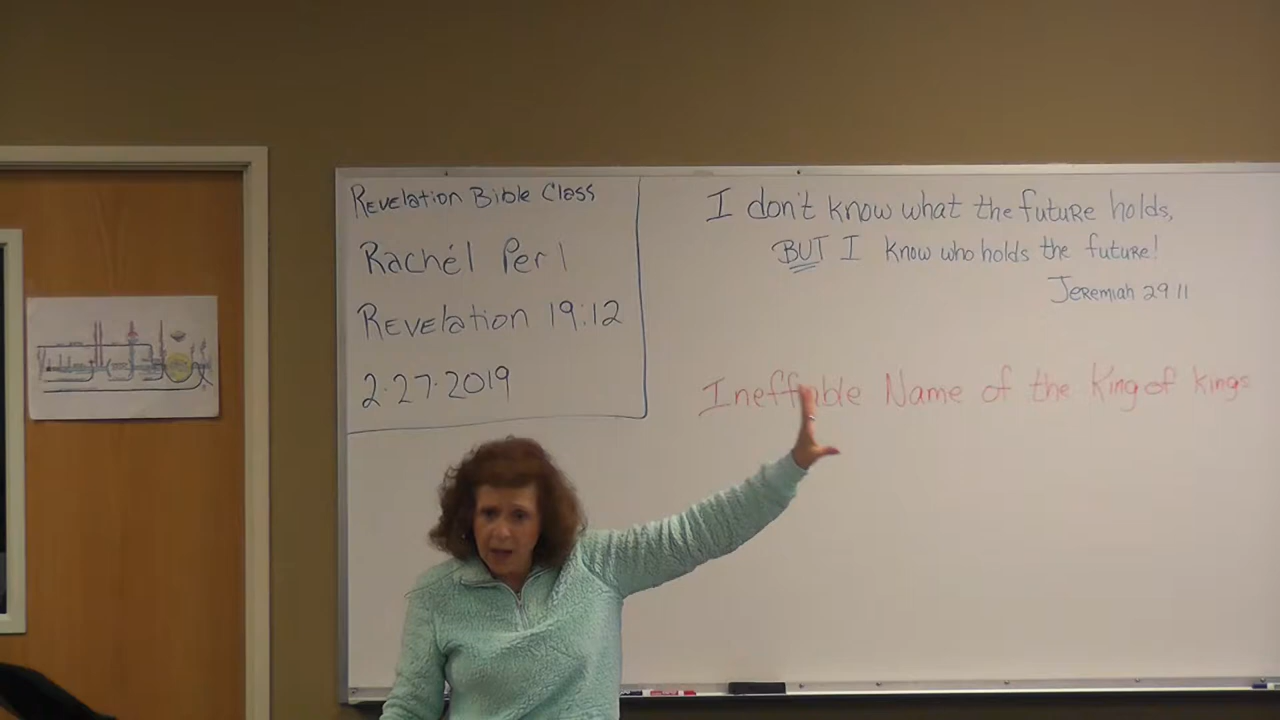 Revelation Bible Class
Rachél Perl
Revelation 19:12
2·27·2019
I don't know what the future holds,
BUT I know who holds the future!
Jeremiah 29 11
Ineffable Name of the King of kings